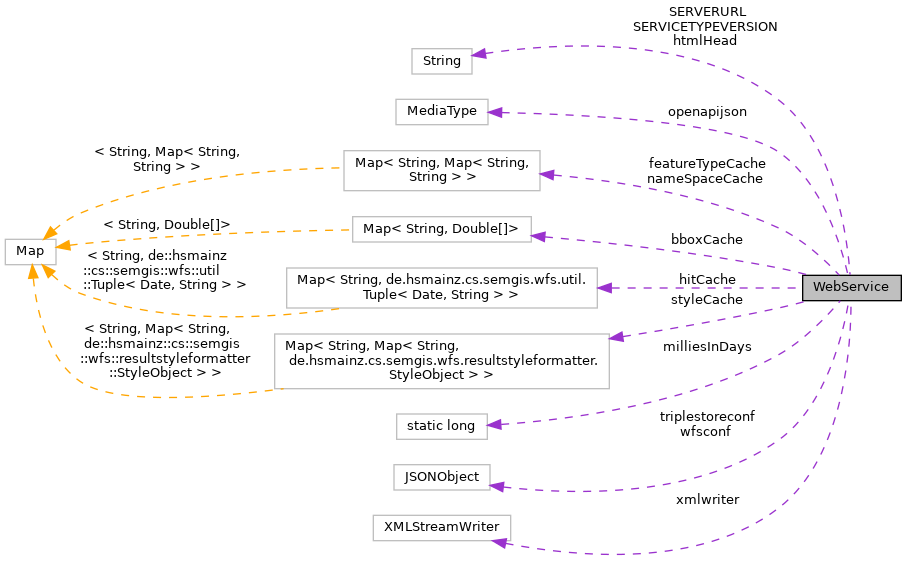 SERVERURL
SERVICETYPEVERSION
htmlHead
String
openapijson
MediaType
< String, Map< String,
String > >
Map< String, Map< String,
String > >
featureTypeCache
nameSpaceCache
< String, Double[]>
Map< String, Double[]>
bboxCache
Map
< String, de::hsmainz
::cs::semgis::wfs::util
::Tuple< Date, String > >
Map< String, de.hsmainz.cs.semgis.wfs.util.
Tuple< Date, String > >
hitCache
WebService
styleCache
< String, Map< String,
de::hsmainz::cs::semgis
::wfs::resultstyleformatter
::StyleObject > >
Map< String, Map< String,
de.hsmainz.cs.semgis.wfs.resultstyleformatter.
StyleObject > >
milliesInDays
static long
triplestoreconf
wfsconf
JSONObject
xmlwriter
XMLStreamWriter